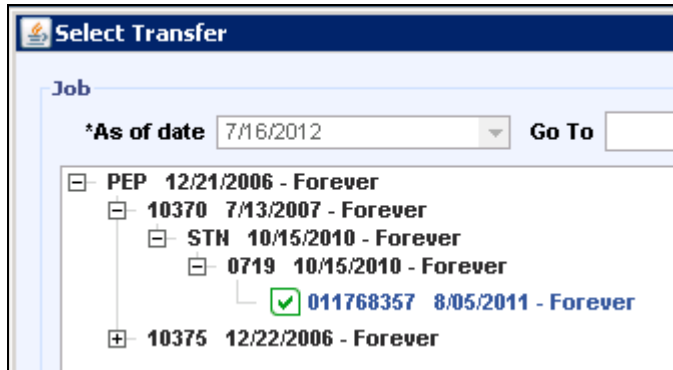 Select Transfer
Job
*As of date 7/16/2012 Go To
PEP 12/21/2006 - Forever
10370 7/13/2007 - Forever
STN 10/15/2010 - Forever
0719 10/15/2010 - Forever
011768357 8/05/2011 - Forever
10375 12/22/2006 - Forever